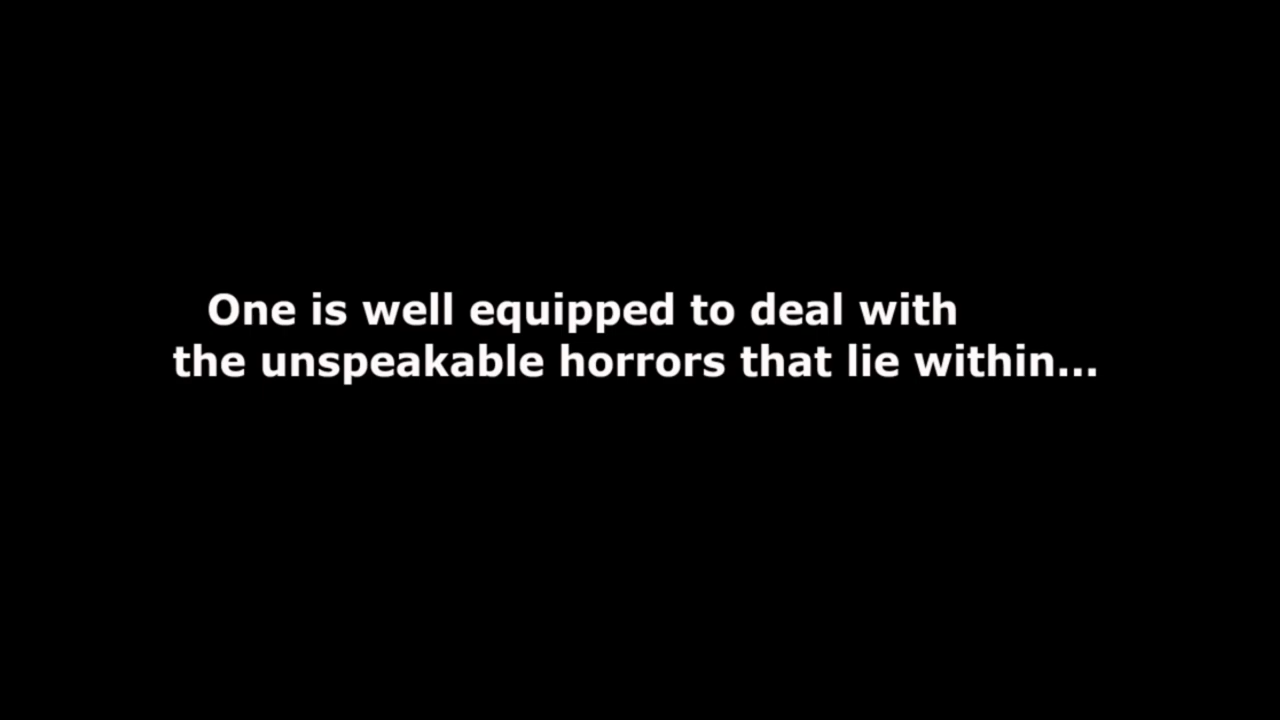 One is well equipped to deal with
the unspeakable horrors that lie within...